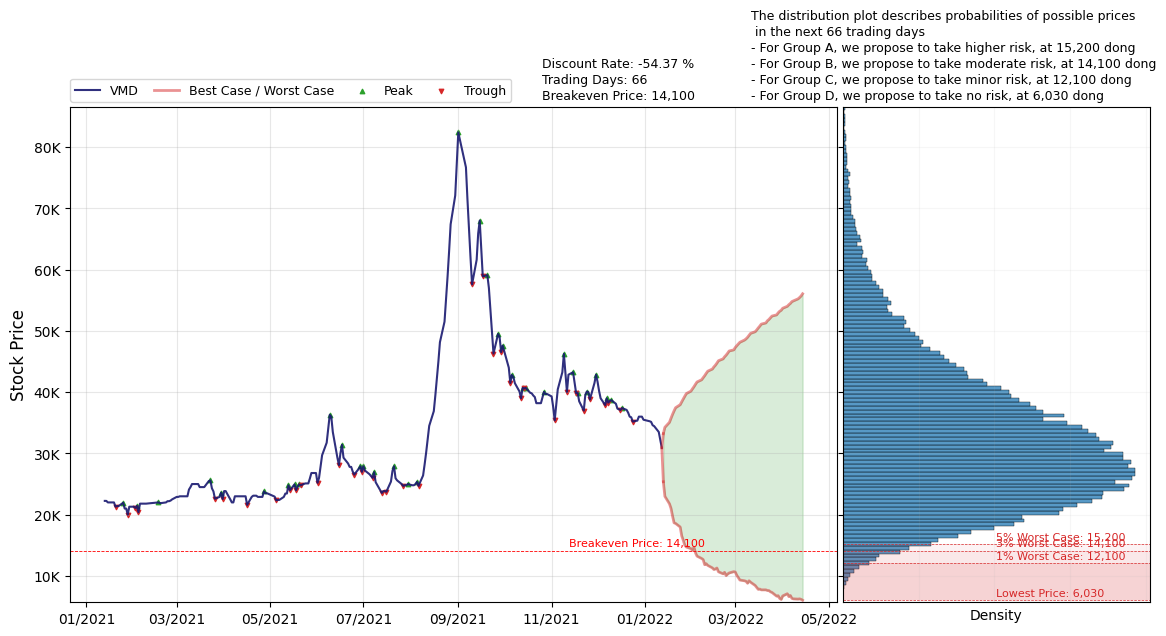 The distribution plot describes probabilities of possible prices
in the next 66 trading days
- For Group A, we propose to take higher risk, at 15,200 dong
- For Group B, we propose to take moderate risk, at 14,100 dong
- For Group C, we propose to take minor risk, at 12,100 dong
- For Group D, we propose to take no risk, at 6,030 dong
Discount Rate: -54.37 %
Trading Days: 66
Breakeven Price: 14,100
VMD
Best Case / Worst Case
Peak
Trough
Stock Price
80K
70K
60K
50K
40K
30K
20K
10K
Breakeven Price: 14,100
5% Worst Case: 15,200
3% Worst Case: 14,100
1% Worst Case: 12,100
Lowest Price: 6,030
01/2021
03/2021
05/2021
07/2021
09/2021
11/2021
01/2022
03/2022
05/2022
Density